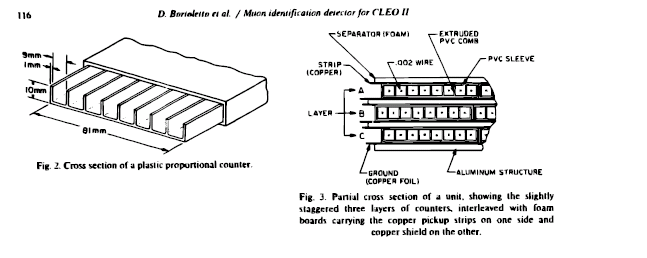 116
D. Bortoletto et al. / Muon identification detector for CLEO II
9mm
1mm
10mm
81mm
Fig. 2. Cross section of a plastic proportional counter.
SEPARATOR (FOAM)
EXTRUDED
PVC COMB
STRIP
(COPPER)
.002 WIRE
PVC SLEEVE
A
LAYER
B
C
GROUND
(COPPER FOIL)
ALUMINUM STRUCTURE
Fig. 3. Partial cross section of a unit, showing the slightly
staggered three layers of counters, interleaved with foam
boards carrying the copper pickup strips on one side and
copper shield on the other.